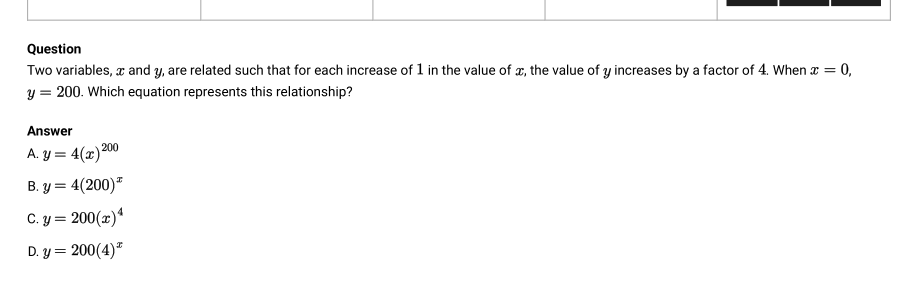 Question
Two variables, x and y, are related such that for each increase of 1 in the value of x, the value of y increases by a factor of 4. When x = 0,
y = 200. Which equation represents this relationship?
Answer
A. y = 4(x)^200
B. y = 4(200)^x
C. y = 200(x)^4
D. y = 200(4)^x